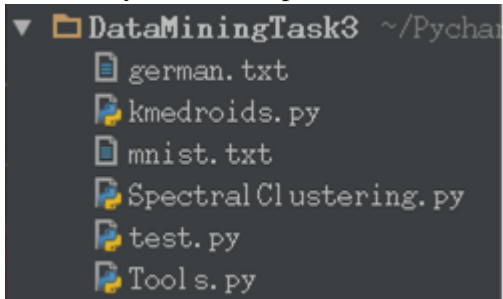 DataMiningTask3 ~/Pychar
german.txt
kmedroids.py
mnist.txt
SpectralClustering.py
test.py
Tools.py